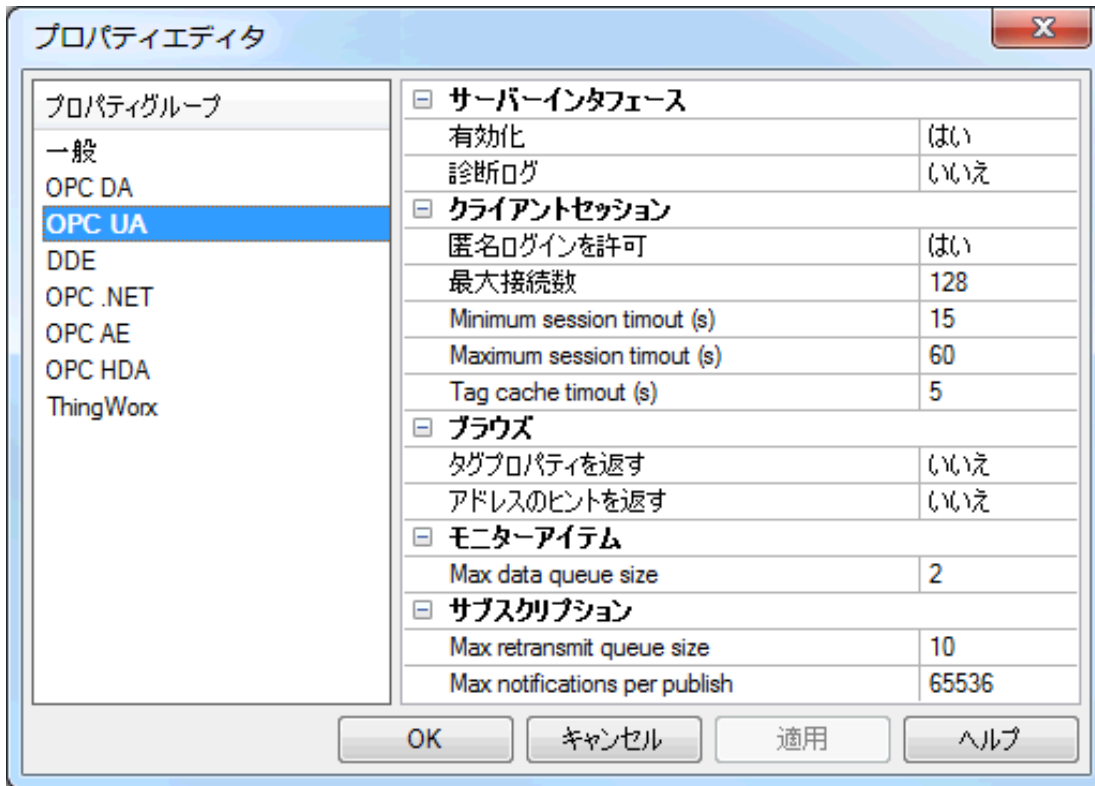 プロパティエディタ
プロパティグループ
一般
OPC DA
OPC UA
DDE
OPC .NET
OPC AE
OPC HDA
ThingWorx
サーバーインタフェース
有効化 はい
診断ログ いいえ
クライアントセッション
匿名ログインを許可 はい
最大接続数 128
Minimum session timout (s) 15
Maximum session timout (s) 60
Tag cache timout (s) 5
ブラウズ
タグプロパティを返す いいえ
アドレスのヒントを返す いいえ
モニターアイテム
Max data queue size 2
サブスクリプション
Max retransmit queue size 10
Max notifications per publish 65536
OK キャンセル 適用 ヘルプ